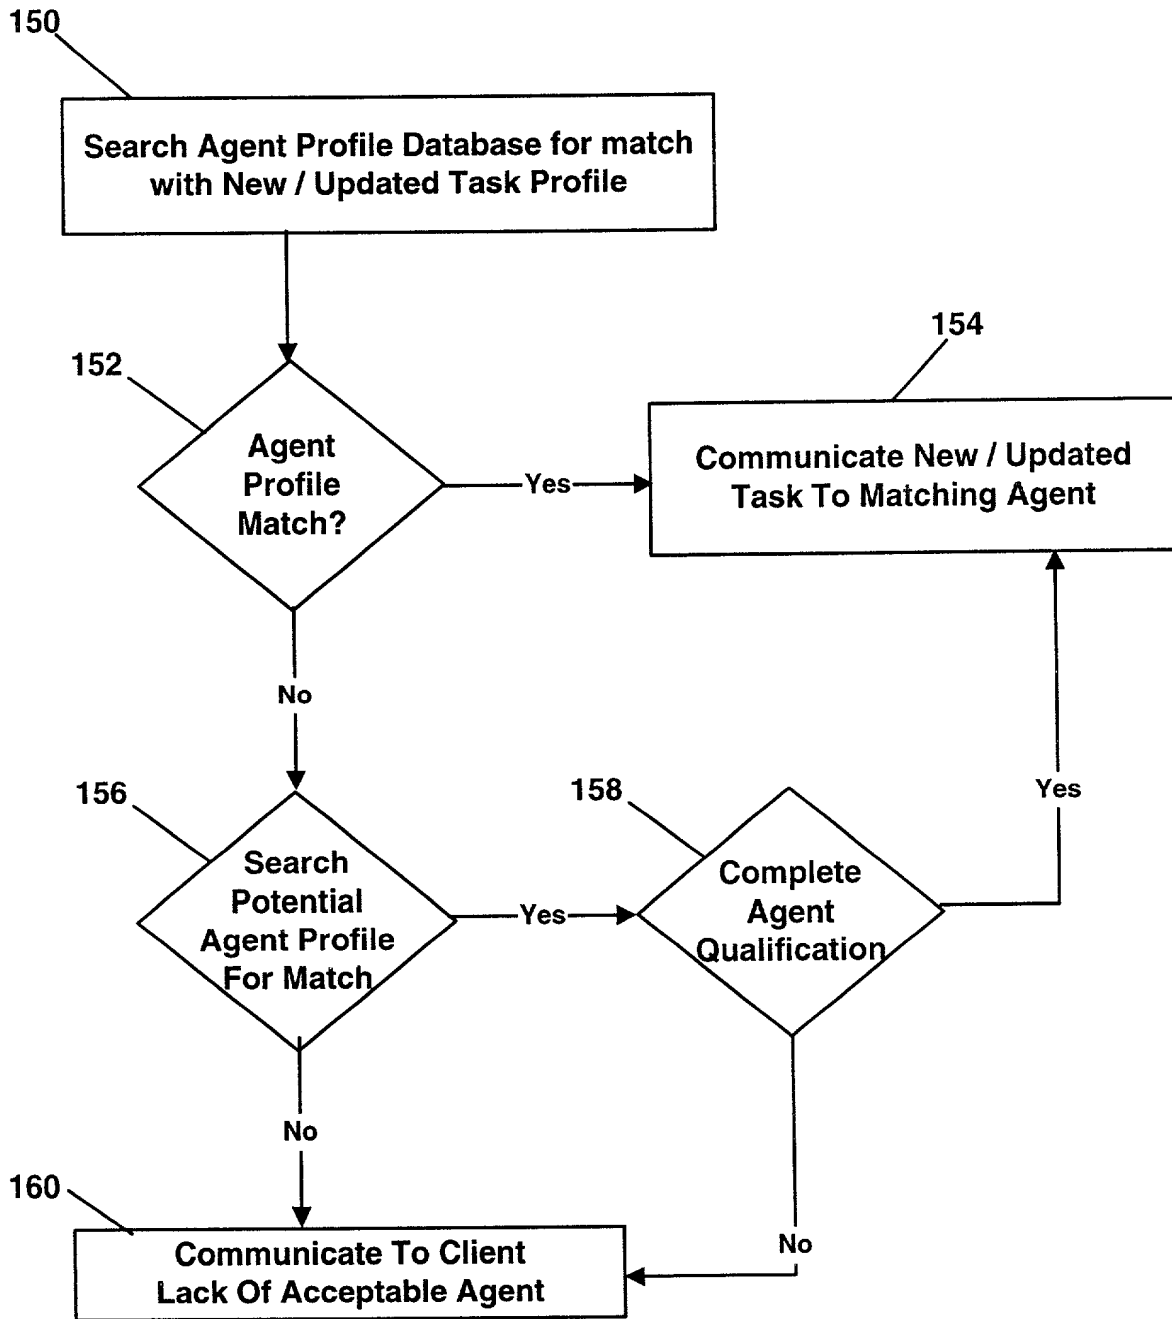 150
Search Agent Profile Database for match
with New / Updated Task Profile
152
Agent
Profile
Match?
Yes
154
Communicate New / Updated
Task To Matching Agent
No
156
Search
Potential
Agent Profile
For Match
Yes
158
Complete
Agent
Qualification
Yes
No
No
160
Communicate To Client
Lack Of Acceptable Agent